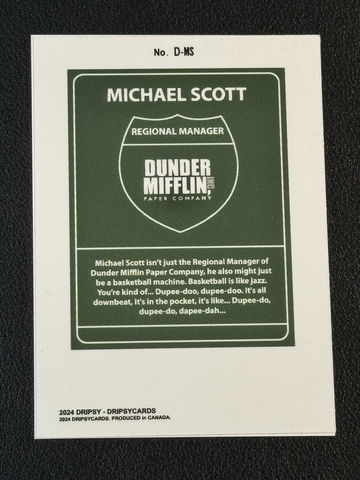 No. D-MS
MICHAEL SCOTT
REGIONAL MANAGER
DUNDER
MIFFLIN, INC
PAPER COMPANY
Michael Scott isn't just the Regional Manager of
Dunder Mifflin Paper Company, he also might just
be a basketball machine. Basketball is like jazz.
You're kind of... Dupee-doo, dupee-doo. It's all
downbeat, it's in the pocket, it's like... Dupee-do,
dupee-do, dapee-dah...
2024 DRIPSY - DRIPSYCARDS
2024 DRIPSYCARDS. PRODUCED in CANADA.